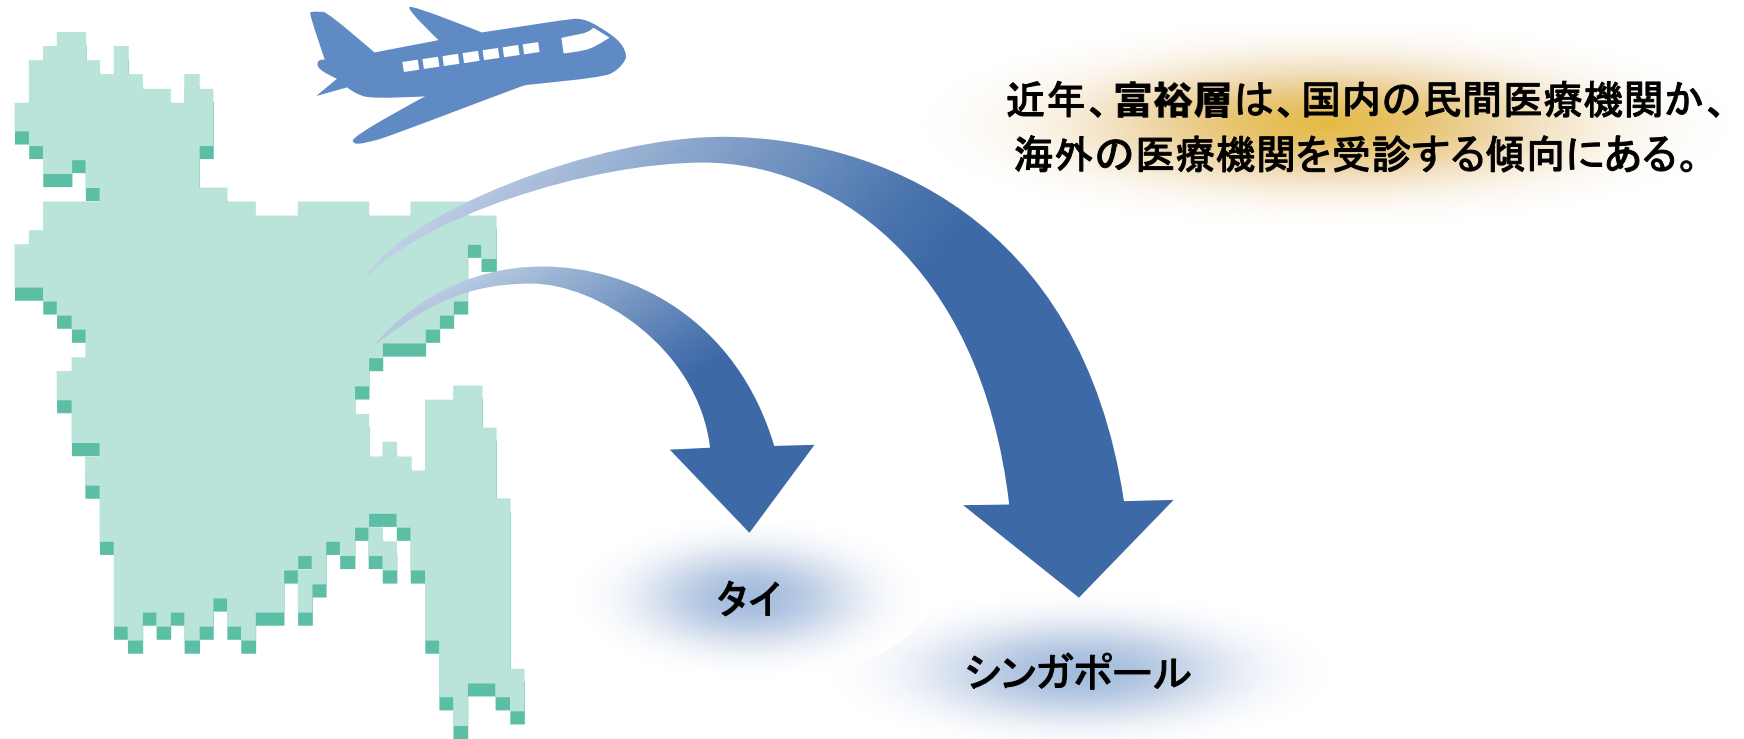 近年、富裕層は、国内の民間医療機関か、
海外の医療機関を受診する傾向にある。
タイ
シンガポール